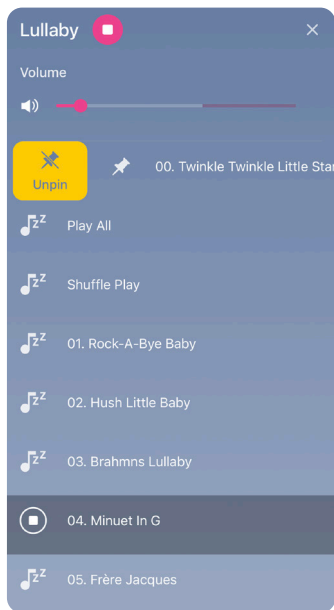 Lullaby
Volume
Unpin
00. Twinkle Twinkle Little Star
Play All
Shuffle Play
01. Rock-A-Bye Baby
02. Hush Little Baby
03. Brahmns Lullaby
04. Minuet In G
05. Frère Jacques